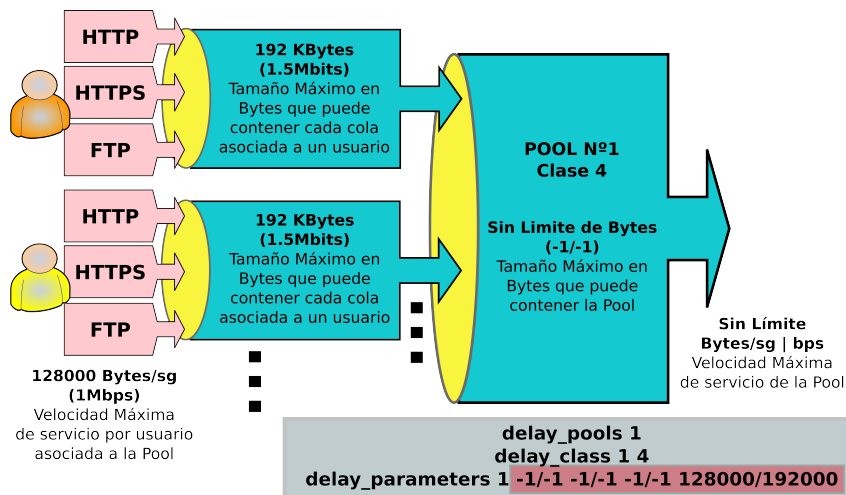 HTTP
HTTPS
FTP
192 KBytes
(1.5Mbits)
Tamaño Máximo en
Bytes que puede
contener cada cola
asociada a un usuario
HTTP
HTTPS
FTP
192 KBytes
(1.5Mbits)
Tamaño Máximo en
Bytes que puede
contener cada cola
asociada a un usuario
128000 Bytes/sg
(1Mbps)
Velocidad Máxima
de servicio por usuario
asociada a la Pool
POOL Nº1
Clase 4
Sin Limite de Bytes
(-1/-1)
Tamaño Máximo en
Bytes que puede
contener la Pool
Sin Límite
Bytes/sg | bps
Velocidad Máxima
de servicio de la Pool
delay_pools 1
delay_class 1 4
delay_parameters 1 -1/-1 -1/-1 -1/-1 128000/192000